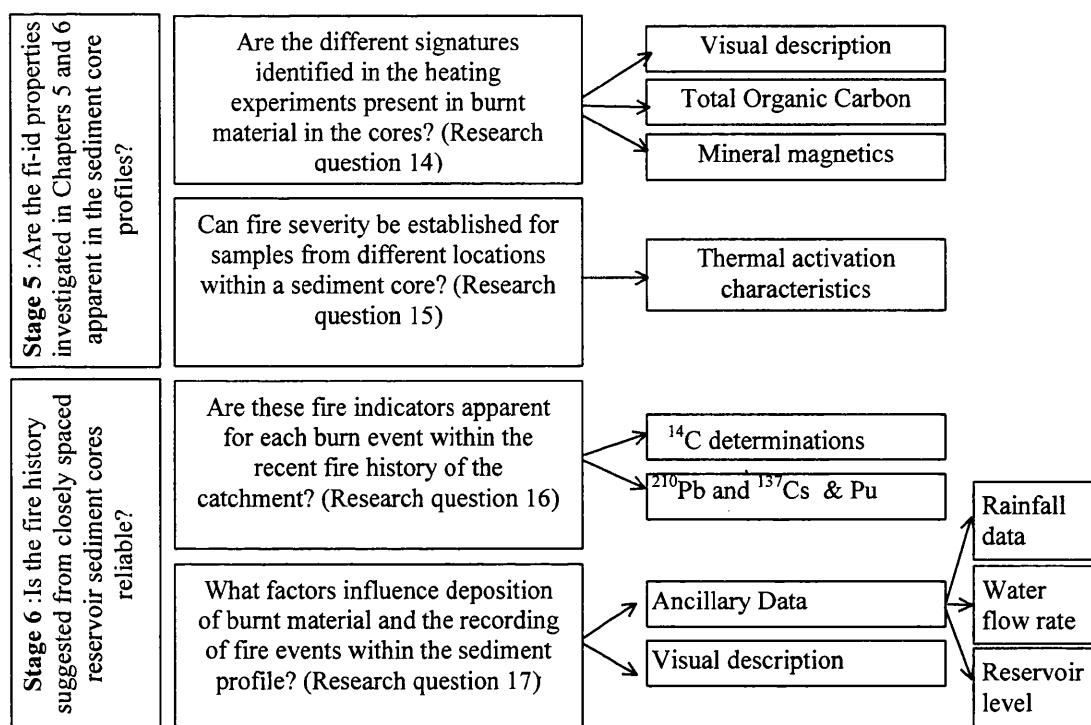 Stage 5 :Are the fi-id properties
investigated in Chapters 5 and 6
apparent in the sediment core
profiles?
Are the different signatures
identified in the heating
experiments present in burnt
material in the cores? (Research
question 14)
Visual description
Total Organic Carbon
Mineral magnetics
Can fire severity be established for
samples from different locations
within a sediment core? (Research
question 15)
Thermal activation
characteristics
Stage 6 :Is the fire history
suggested from closely spaced
reservoir sediment cores
reliable?
Are these fire indicators apparent
for each burn event within the
recent fire history of the
catchment? (Research question 16)
¹⁴C determinations
²¹⁰Pb and ¹³⁷Cs & Pu
What factors influence deposition
of burnt material and the recording
of fire events within the sediment
profile? (Research question 17)
Ancillary Data
Visual description
Rainfall
data
Water
flow rate
Reservoir
level